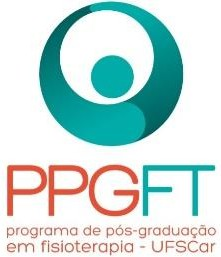 PPGFT
programa de pós-graduação
em fisioterapia - UFSCar